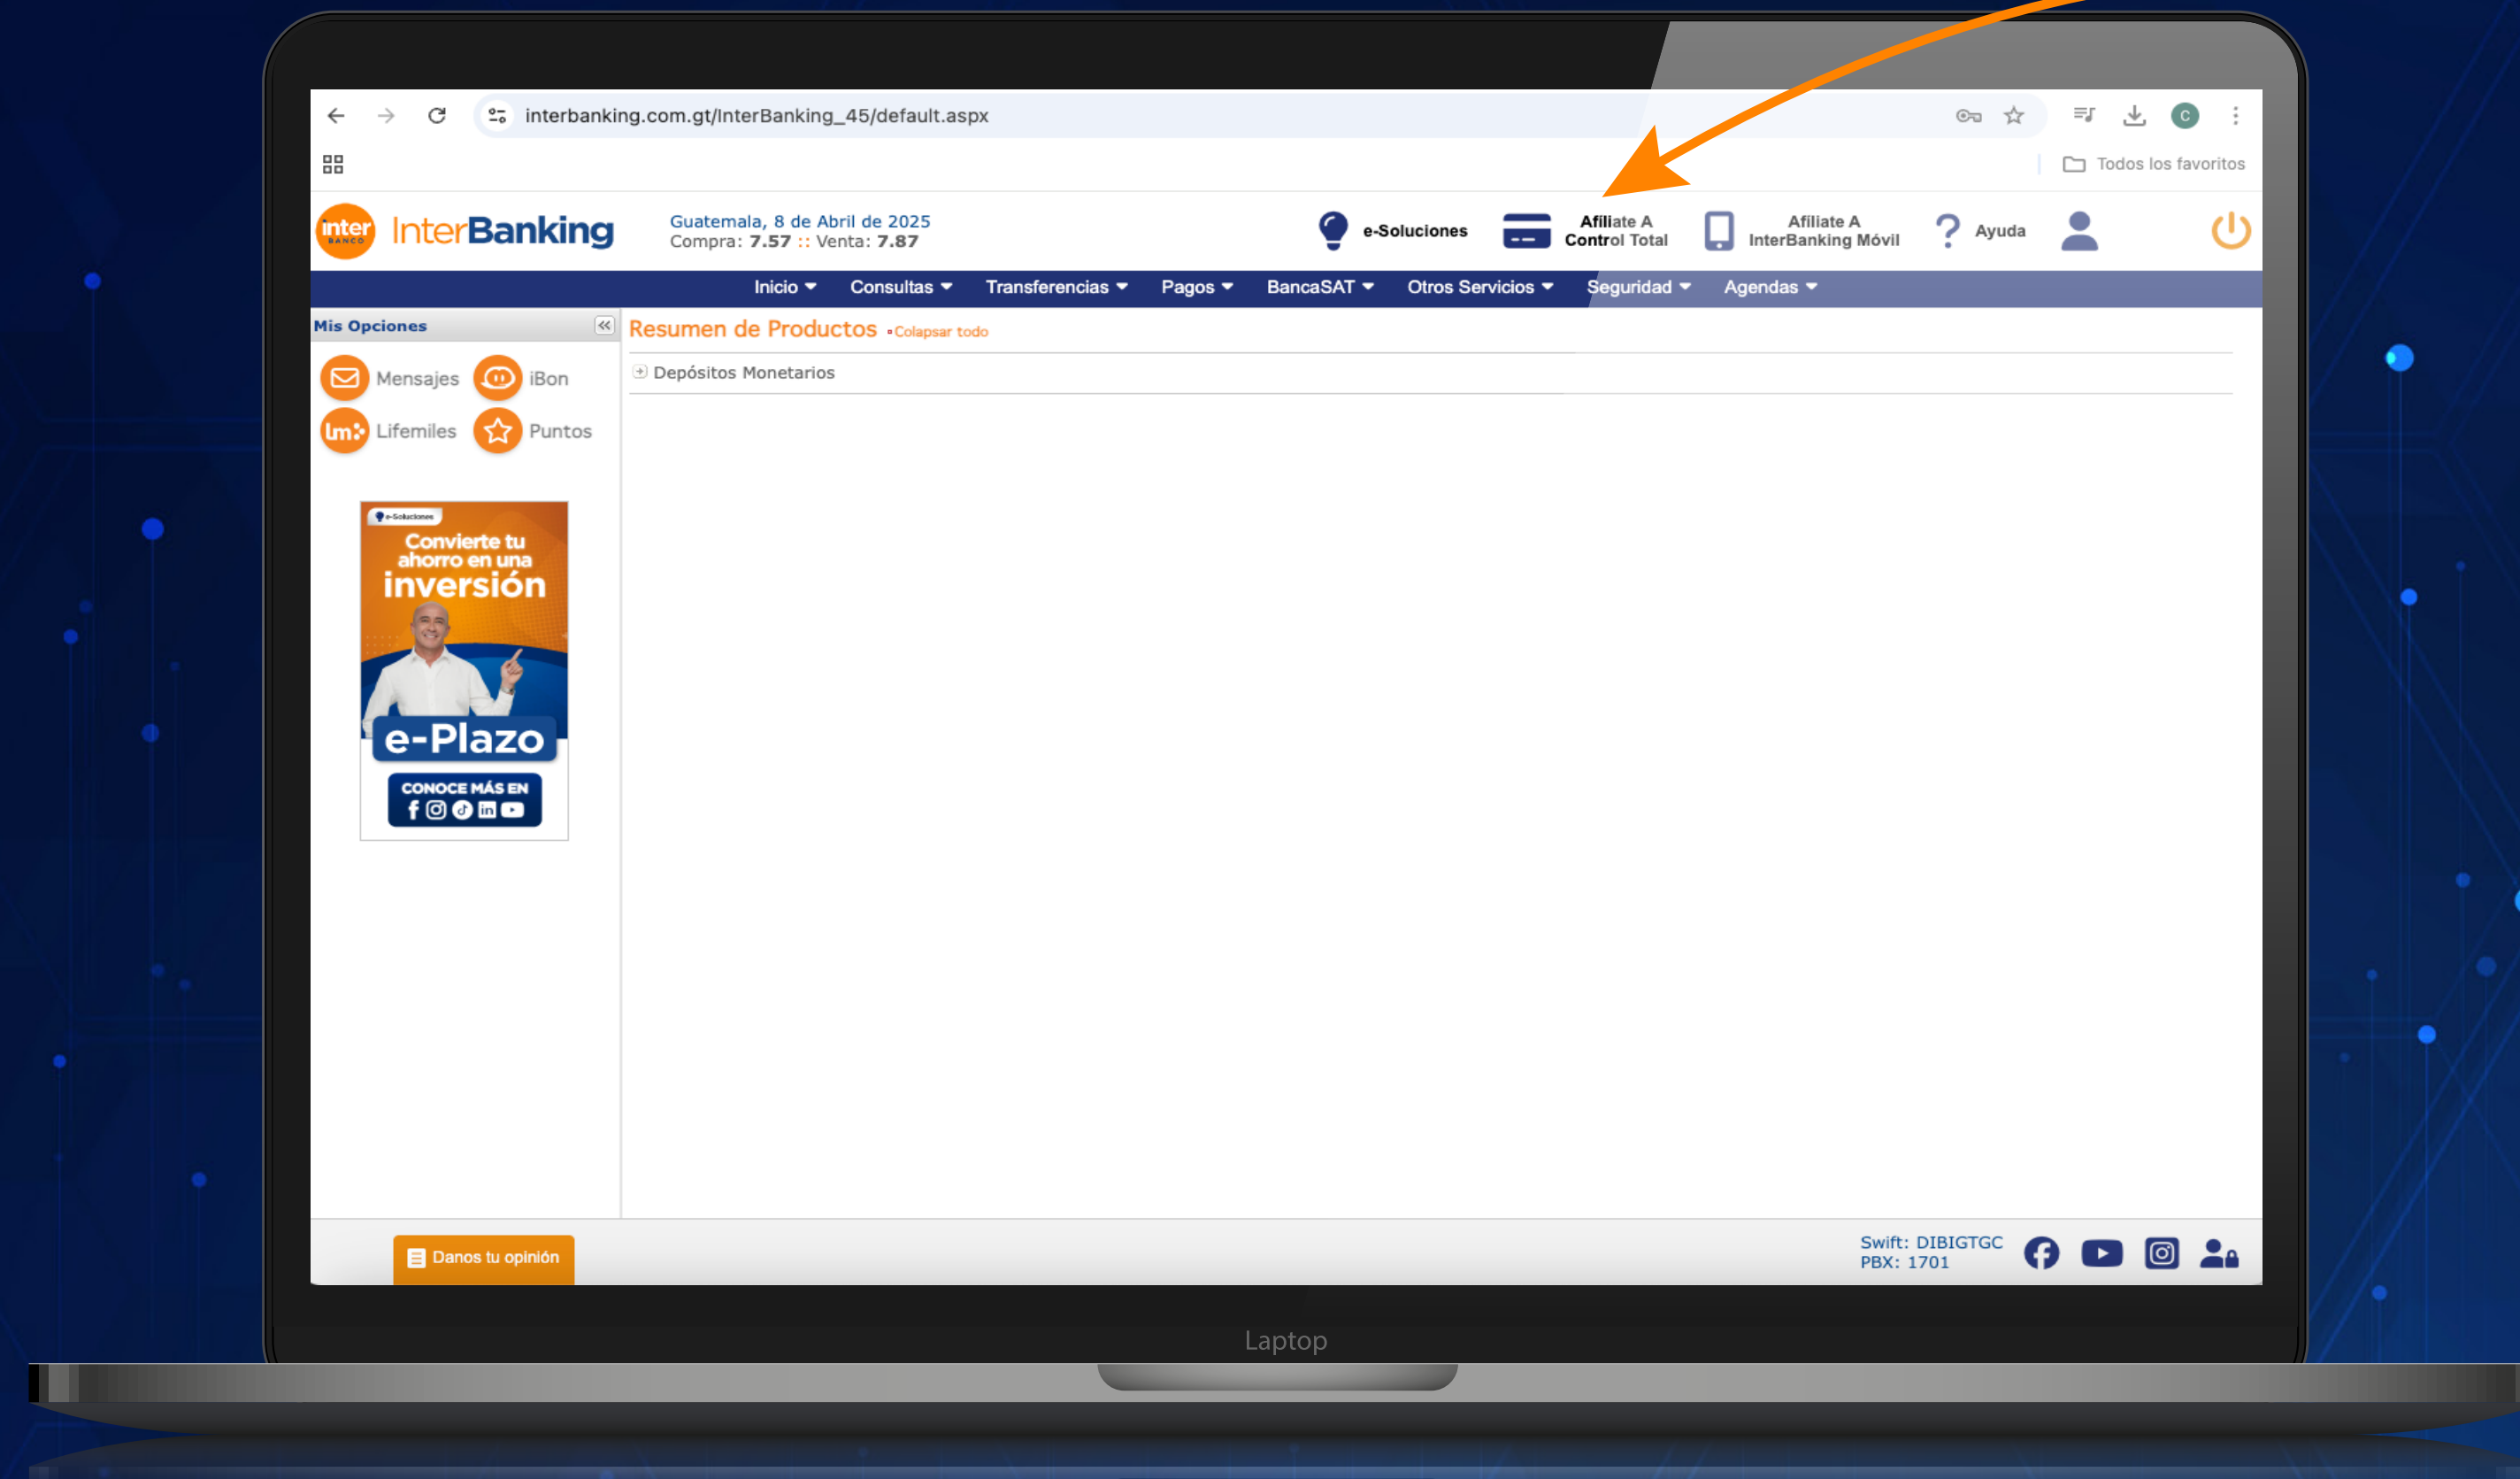 interbanking.com.gt/InterBanking_45/default.aspx
C
Todos los favoritos
inter
BANCO
InterBanking
Guatemala, 8 de Abril de 2025
Compra: 7.57 :: Venta: 7.87
e-Soluciones
Afíliate A
Control Total
Afíliate A
InterBanking Móvil
? Ayuda
Inicio
Consultas
Transferencias
Pagos
BancaSAT
Otros Servicios
Seguridad
Agendas
Mis Opciones
Resumen de Productos
Colapsar todo
Mensajes
iBon
Depósitos Monetarios
lm
Lifemiles
Puntos
e-Soluciones
Convierte tu
ahorro en una
inversión
e-Plazo
CONOCE MÁS EN
Danos tu opinión
Swift: DIBIGTGC
PBX: 1701
Laptop